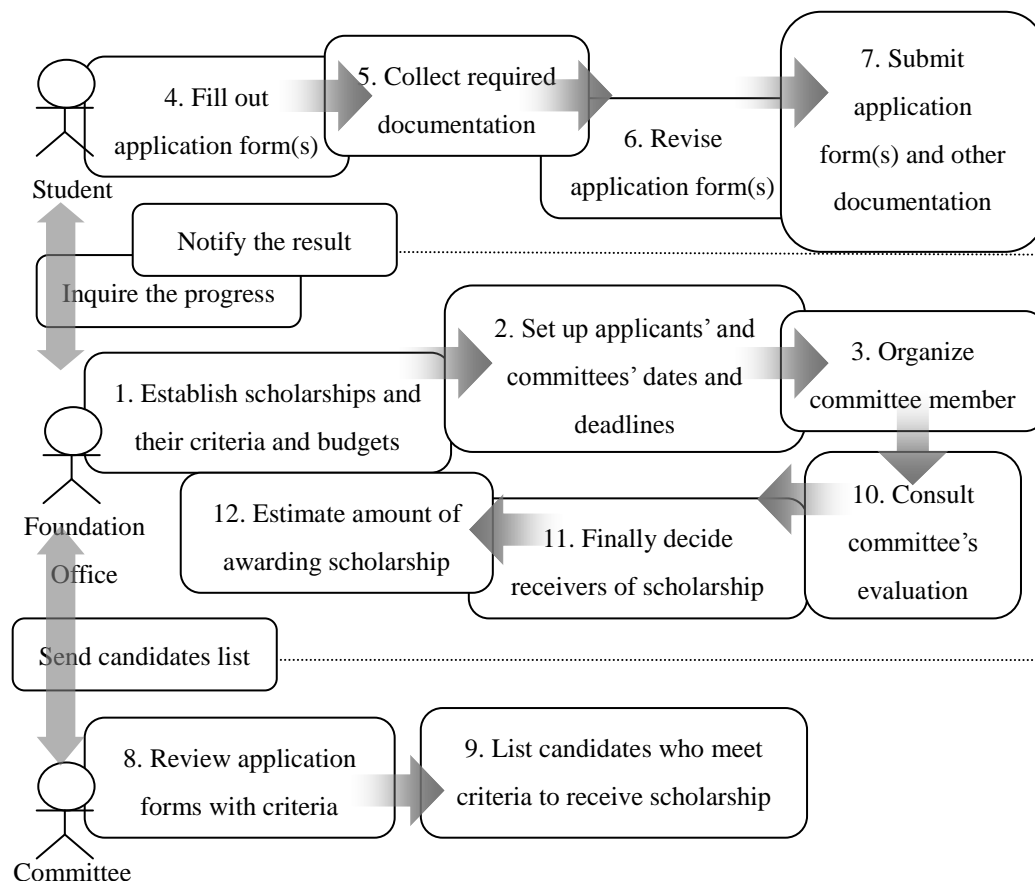 4. Fill out
application form(s)
5. Collect required
documentation
6. Revise
application form(s)
7. Submit
application
form(s) and other
documentation
Student
Notify the result
Inquire the progress
1. Establish scholarships and
their criteria and budgets
2. Set up applicants’ and
committees’ dates and
deadlines
3. Organize
committee member
Foundation
Office
12. Estimate amount of
awarding scholarship
11. Finally decide
receivers of scholarship
10. Consult
committee’s
evaluation
Send candidates list
8. Review application
forms with criteria
9. List candidates who meet
criteria to receive scholarship
Committee